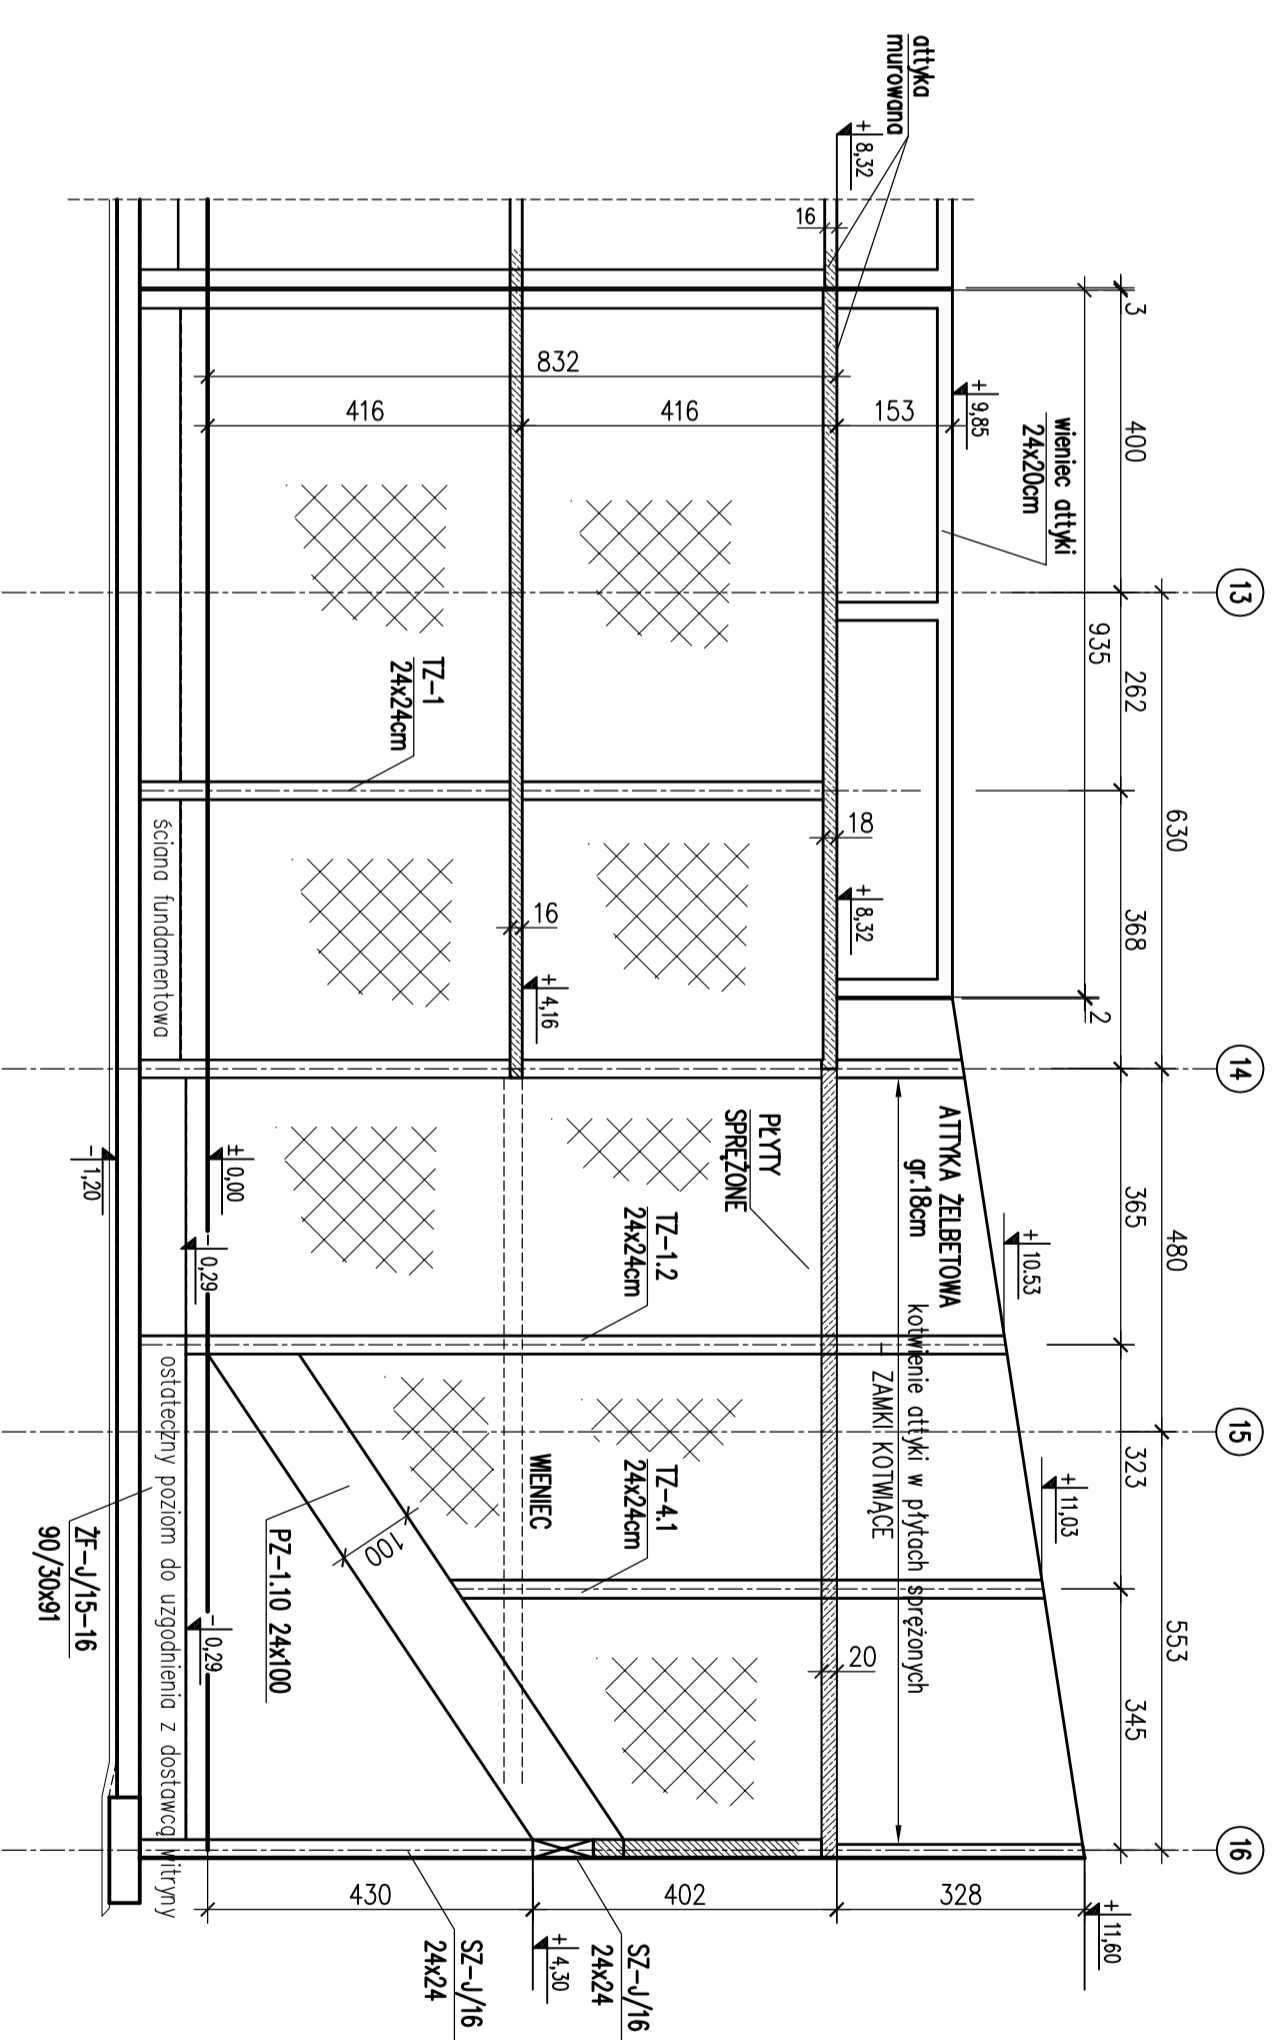 attyka
murowana
+ 8,32
16
3
400
262
368
365
323
345
935
2
630
480
553
13
14
15
16
wieniec attyki
24x20cm
+ 9,85
832
416
416
153
TZ-1
24x24cm
18
+ 8,32
16
+ 4,16
ściana fundamentowa
ATTYKA ŻELBETOWA
gr.18cm
kotwienie attyki w płytach sprężonych
- ZAMKI KOTWIĄCE
+ 10.53
+ 11,03
+ 11,60
PŁYTY
SPRĘŻONE
TZ-1.2
24x24cm
TZ-4.1
24x24cm
WIENIEC
20
100
PZ-1.10 24x100
± 0,00
- 1,20
- 0,29
- 0,29
ostateczny poziom do uzgodnienia z dostawcą witryny
ŻF-J/15-16
90/30x91
430
402
328
+ 4,30
SZ-J/16
24x24
SZ-J/16
24x24